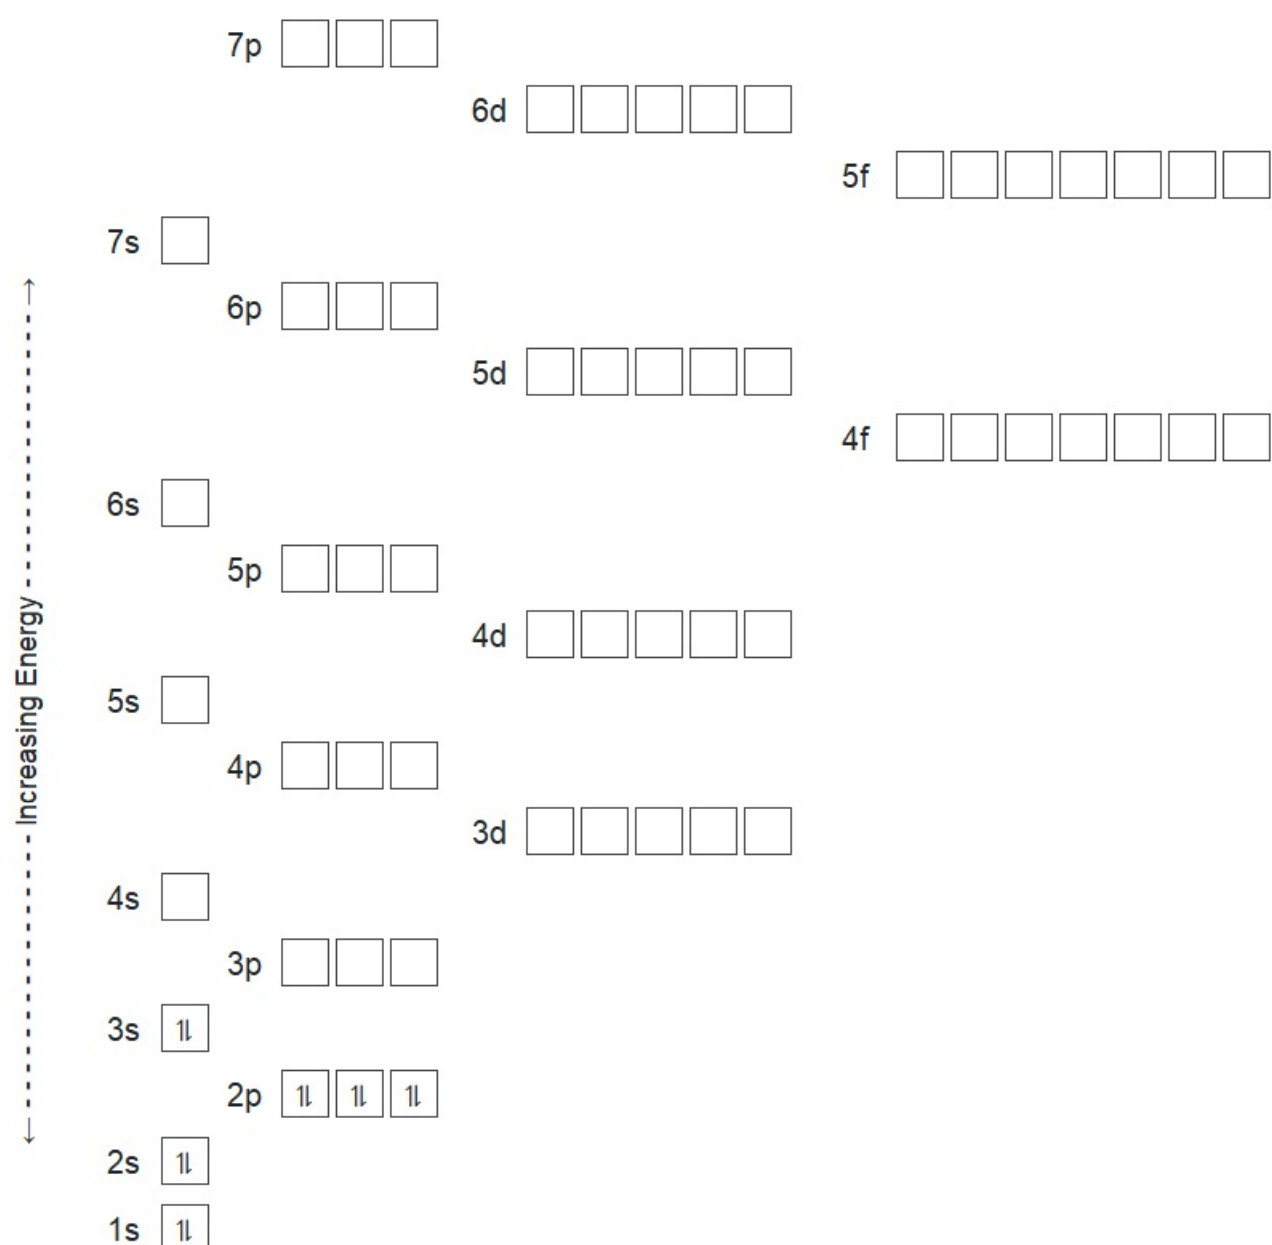 7p
6d
5f
7s
6p
5d
4f
6s
5p
4d
5s
4p
3d
4s
3p
3s ⥮
2p ⥮ ⥮ ⥮
2s ⥮
1s ⥮
Increasing Energy